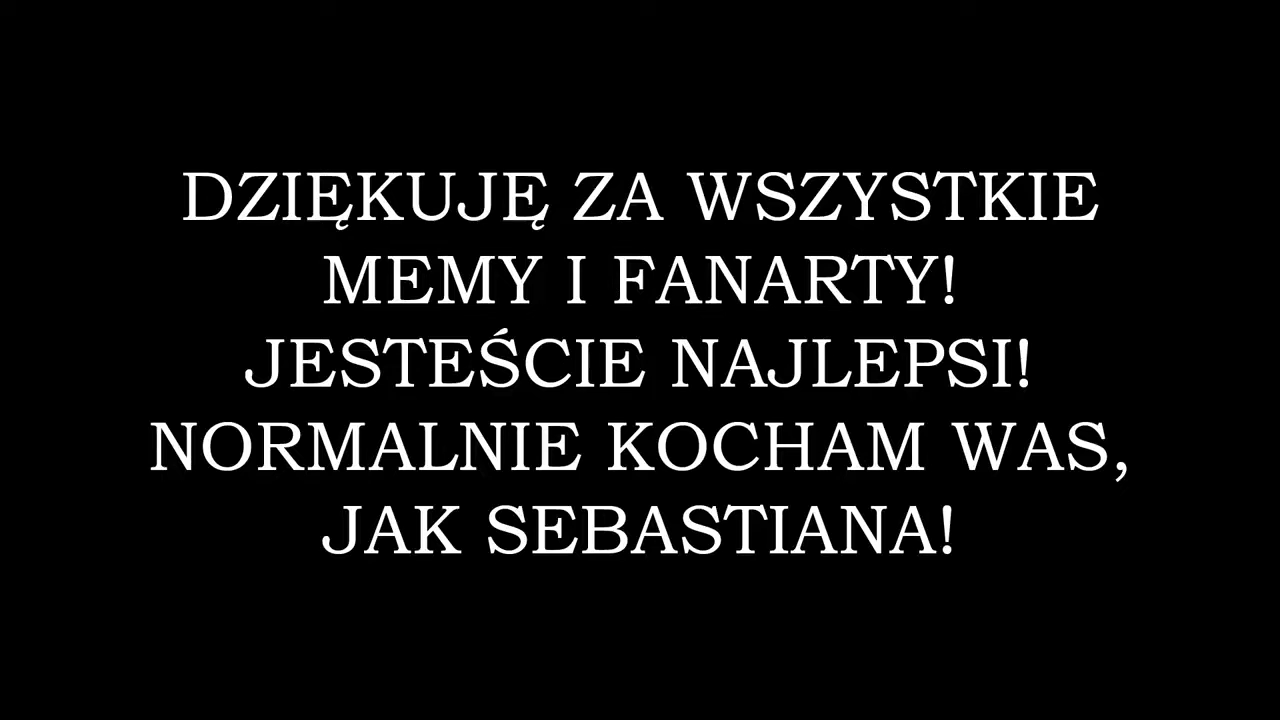 DZIĘKUJĘ ZA WSZYSTKIE
MEMY I FANARTY!
JESTEŚCIE NAJLEPSI!
NORMALNIE KOCHAM WAS,
JAK SEBASTIANA!